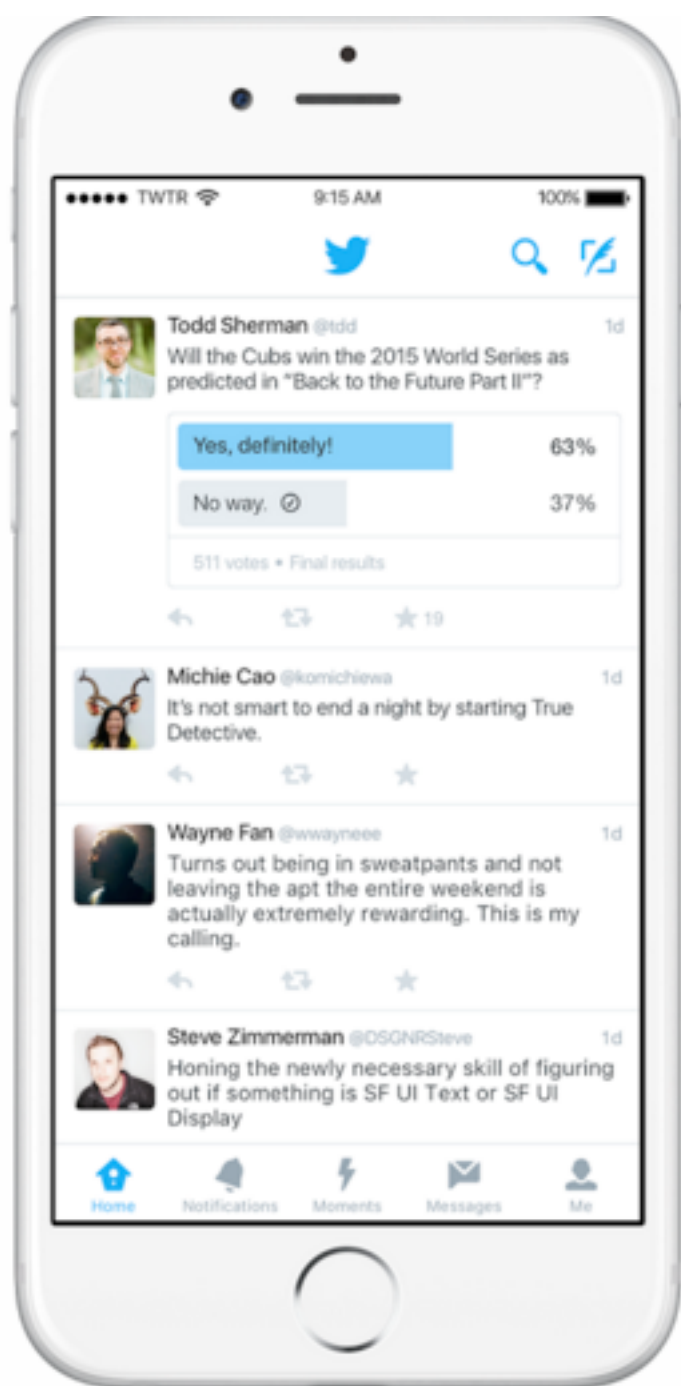 TWTR 9:15 AM 100%
Todd Sherman @tdd 1d
Will the Cubs win the 2015 World Series as
predicted in “Back to the Future Part II”?
Yes, definitely! 63%
No way. 37%
511 votes • Final results
19
Michie Cao @komichiewa 1d
It's not smart to end a night by starting True
Detective.
Wayne Fan @wwayneee 1d
Turns out being in sweatpants and not
leaving the apt the entire weekend is
actually extremely rewarding. This is my
calling.
Steve Zimmerman @DSGNRSteve 1d
Honing the newly necessary skill of figuring
out if something is SF UI Text or SF UI
Display
Home Notifications Moments Messages Me